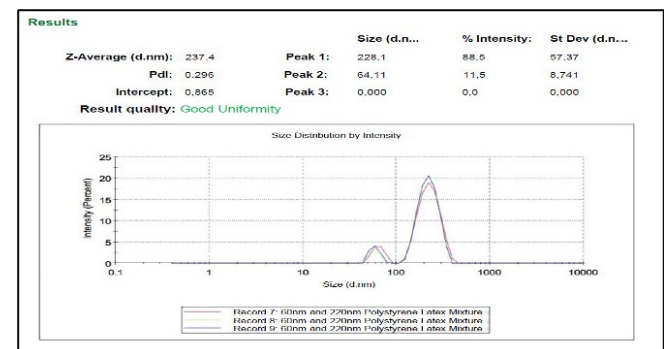 Results
Size (d.n... % Intensity: St Dev (d.n...
Z-Average (d.nm): 237.4 Peak 1: 228,1 88,5 57,37
PdI: 0.296 Peak 2: 64,11 11,5 8,741
Intercept: 0,865 Peak 3: 0,000 0,0 0,000
Result quality: Good Uniformity
Size Distribution by Intensity
Intensity (Percent)
25
20
15
10
5
0
0.1 1 10 100 1000 10000
Size (d.nm)
Record 7: 60nm and 220nm Polystyrene Latex Mixture
Record 8: 60nm and 220nm Polystyrene Latex Mixture
Record 9: 60nm and 220nm Polystyrene Latex Mixture